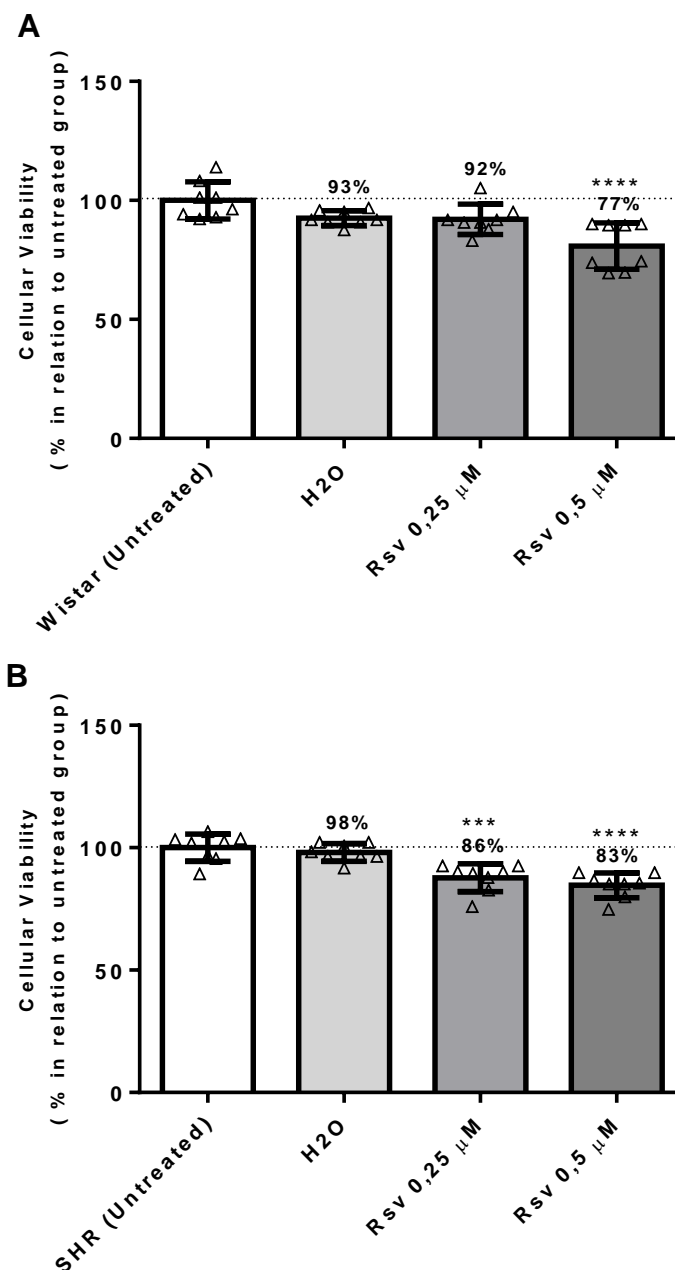 A
Cellular Viability
( % in relation to untreated group)
150
100
50
0
93%
92%
****
77%
Wistar (Untreated)
H2O
Rsv 0,25 μM
Rsv 0,5 μM
B
Cellular Viability
( % in relation to untreated group)
150
100
50
0
98%
***
86%
****
83%
SHR (Untreated)
H2O
Rsv 0,25 μM
Rsv 0,5 μM